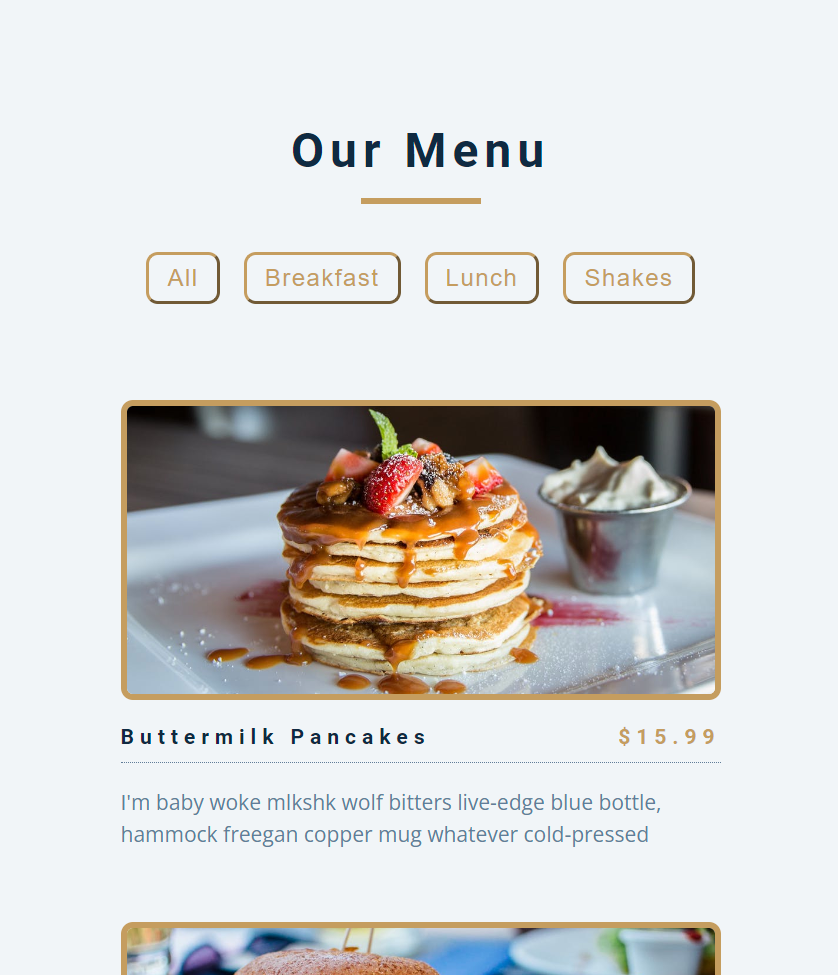 Our Menu
All Breakfast Lunch Shakes
Buttermilk Pancakes $15.99
I'm baby woke mlkshk wolf bitters live-edge blue bottle,
hammock freegan copper mug whatever cold-pressed